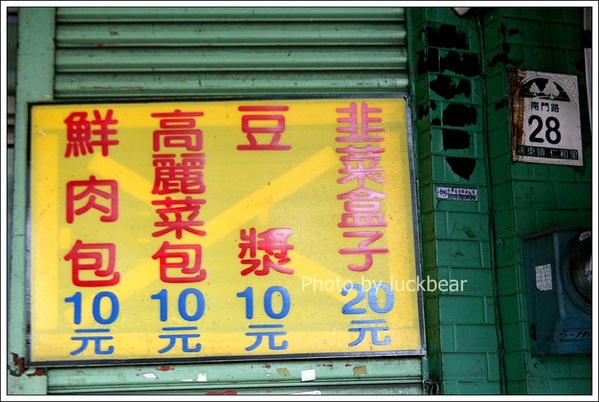 韭菜盒子
20元
豆漿
10元
高麗菜包
10元
鮮肉包
10元
南門路
28
Photo by luckbear